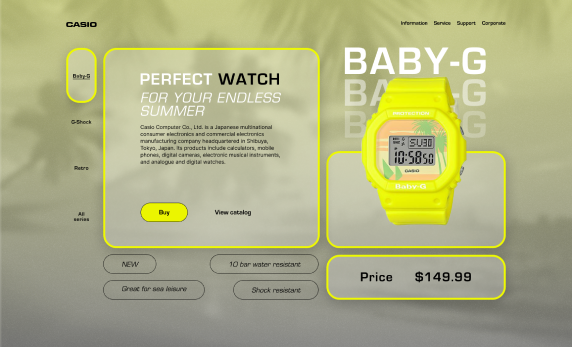 CASIO
Information Service Support Corporate
Baby-G
G-Shock
Retro
All
series
PERFECT WATCH
FOR YOUR ENDLESS
SUMMER
Casio Computer Co., Ltd. is a Japanese multinational
consumer electronics and commercial electronics
manufacturing company headquartered in Shibuya,
Tokyo, Japan. Its products include calculators, mobile
phones, digital cameras, electronic musical instruments,
and analogue and digital watches.
Buy
View catalog
NEW
10 bar water resistant
Great for sea leisure
Shock resistant
BABY-G
BABY-G
BABY-G
PROTECTION
SU30
10:58 50
CASIO
Baby-G
Price $149.99